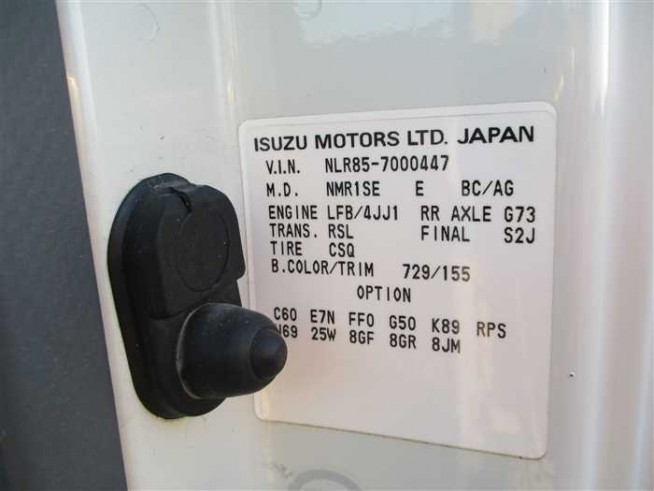 ISUZU MOTORS LTD. JAPAN
V.I.N. NLR85-7000447
M.D. NMR1SE E BC/AG
ENGINE LFB/4JJ1 RR AXLE G73
TRANS. RSL FINAL S2J
TIRE CSQ
B.COLOR/TRIM 729/155
OPTION
C60 E7N FF0 G50 K89 RPS
25W 8GF 8GR 8JM